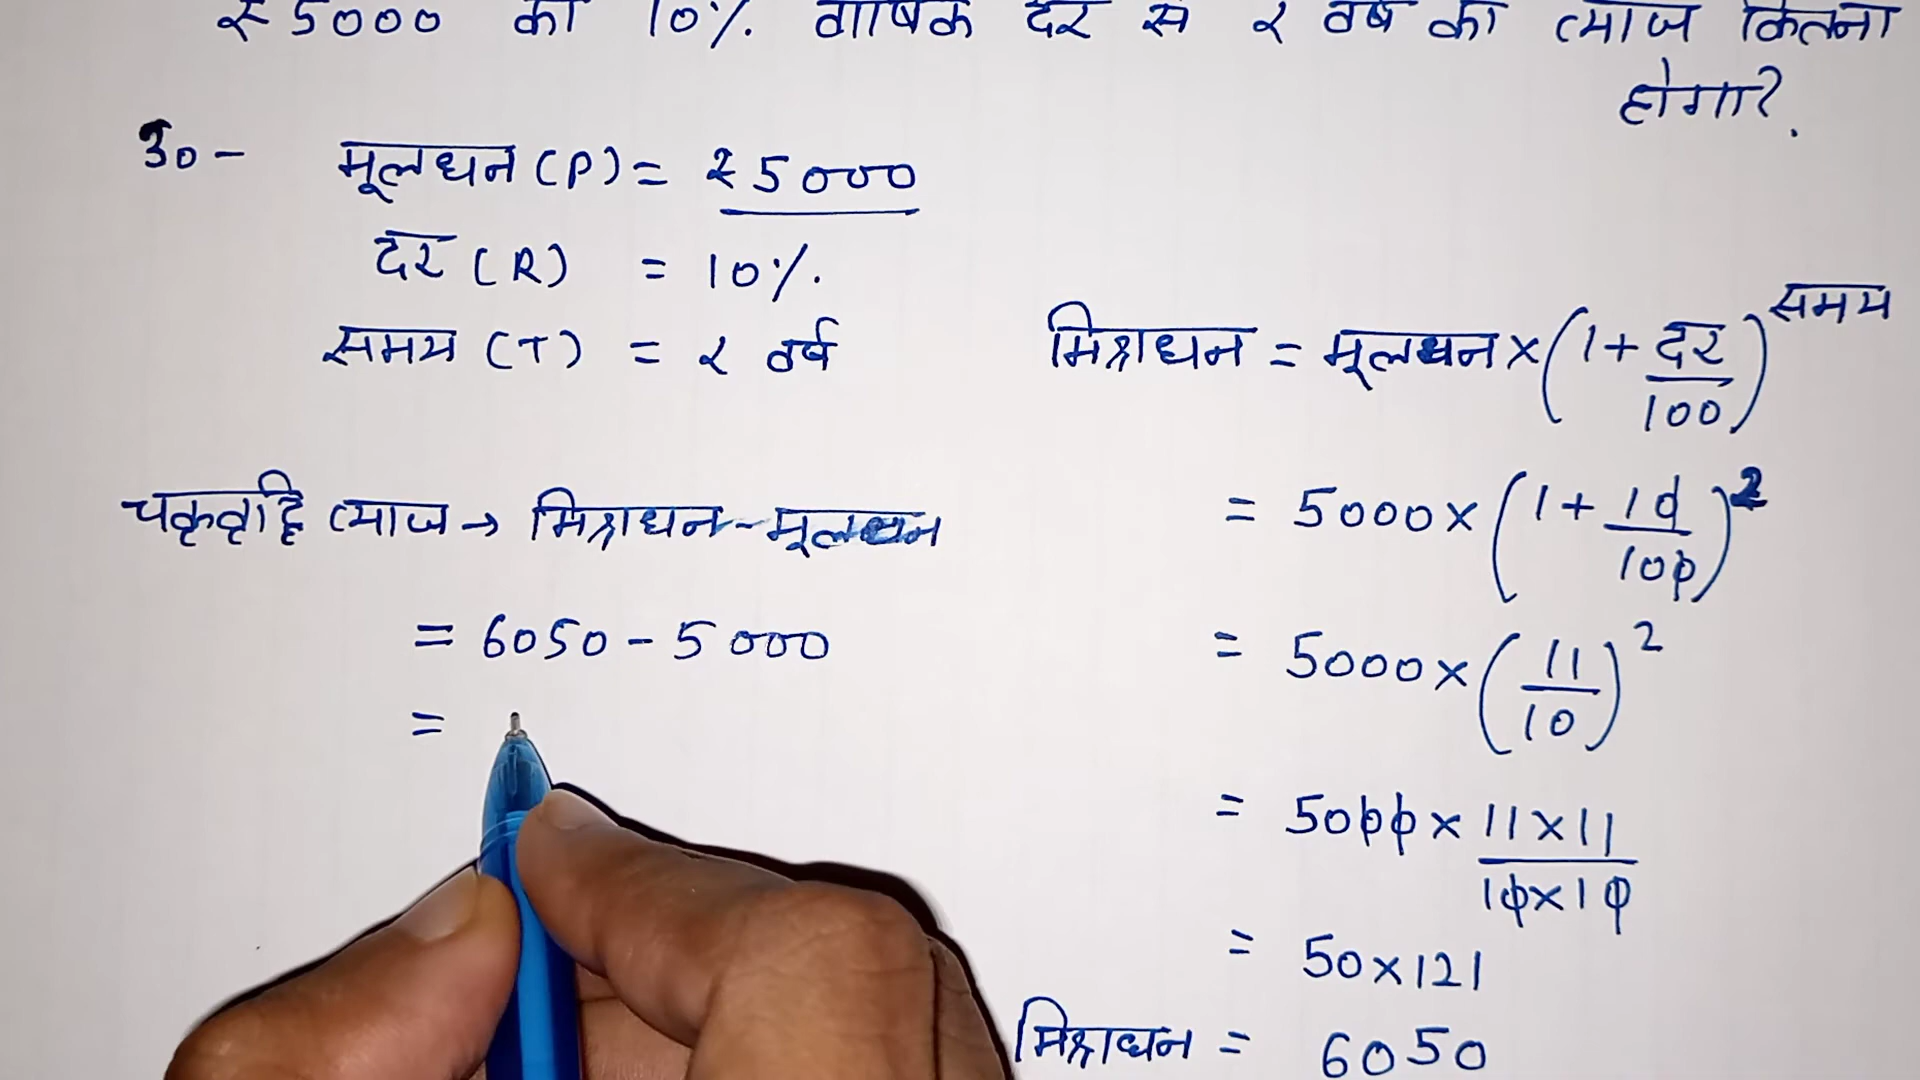 ₹5000 का 10% वार्षिक दर से 2 वर्ष का ब्याज कितना
होगा?
उ०- मूलधन (P) = ₹5000
दर (R) = 10%.
समय (T) = 2 वर्ष
चक्रवृद्धि ब्याज → मिश्रधन - मूलधन
= 6050 - 5000
=
मिश्रधन = मूलधन × (1 + दर/100)^समय
= 5000 × (1 + 10/100)^2
= 5000 × (11/10)^2
= 5000 × 11×11/10×10
= 50×121
मिश्रधन = 6050